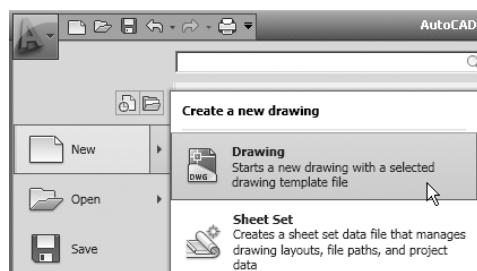 AutoCAD
Create a new drawing
New
Drawing
Starts a new drawing with a selected
drawing template file
DWG
Open
Sheet Set
Creates a sheet set data file that manages
drawing layouts, file paths, and project
data
Save